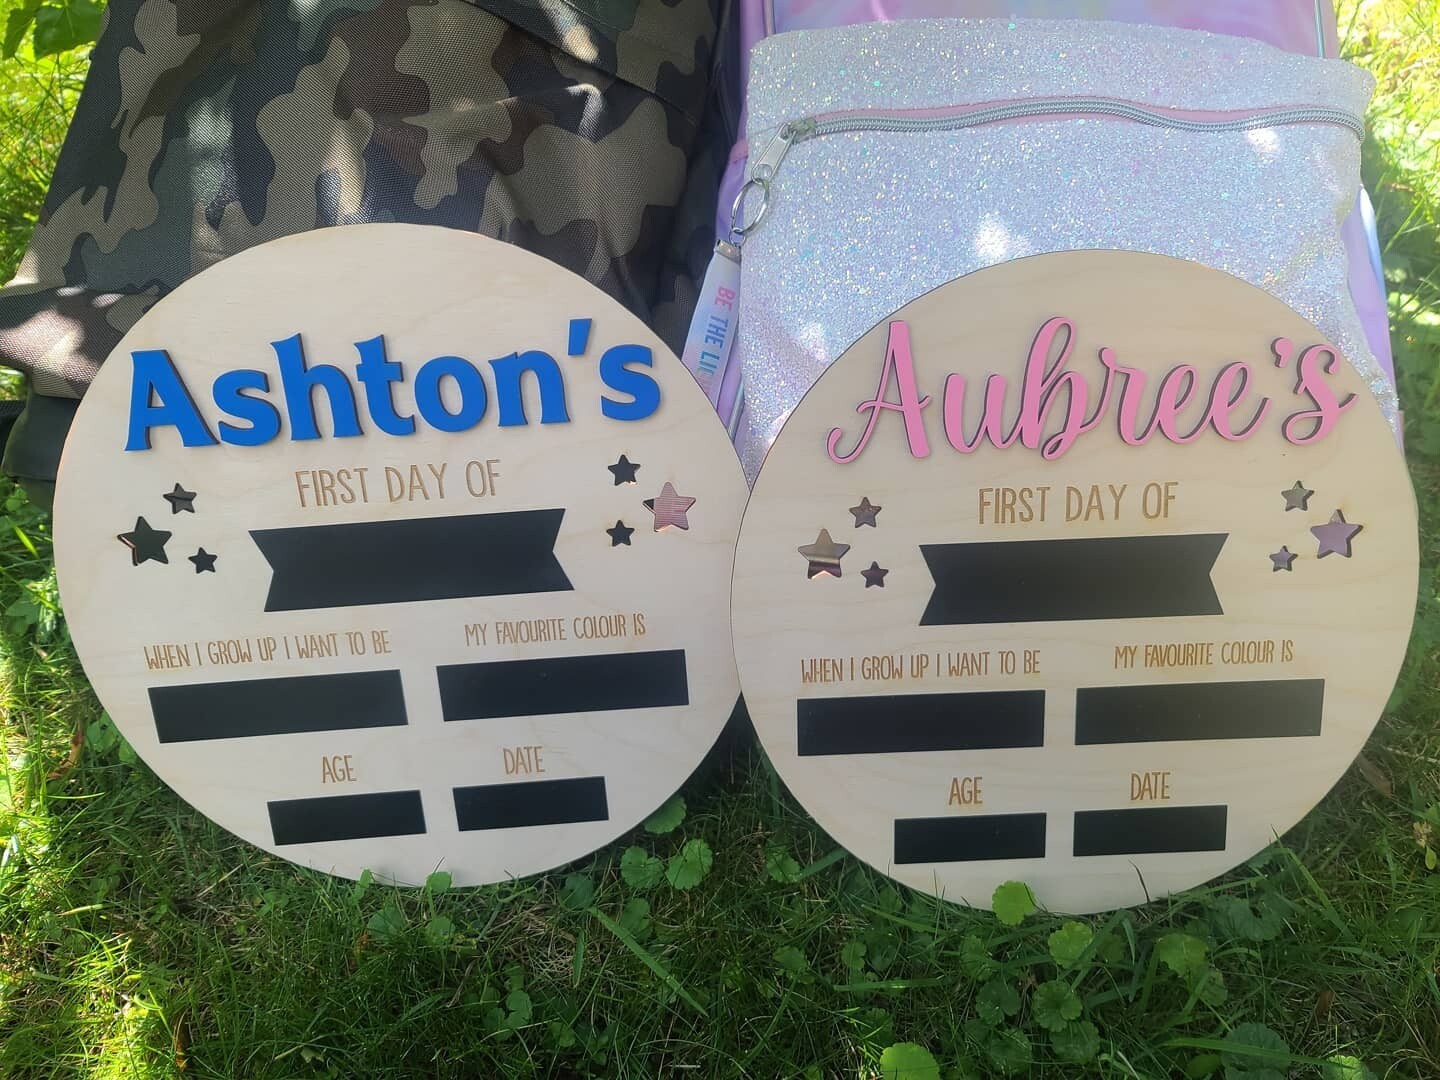 BE THE
Ashton's
FIRST DAY OF
WHEN I GROW UP I WANT TO BE
MY FAVOURITE COLOUR IS
AGE
DATE
Aubree's
FIRST DAY OF
WHEN I GROW UP I WANT TO BE
MY FAVOURITE COLOUR IS
AGE
DATE